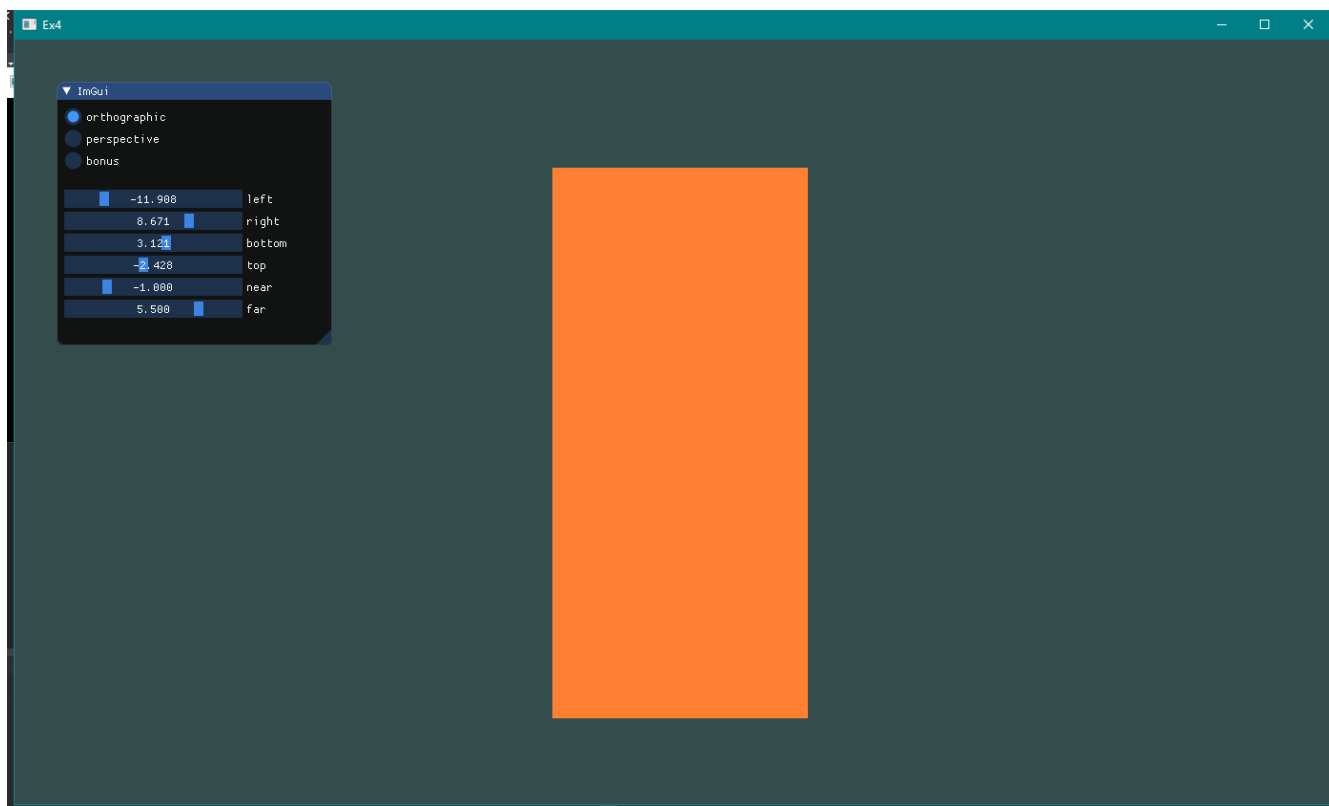 Ex4
ImGui
orthographic
perspective
bonus
-11.908 left
8.671 right
3.121 bottom
-2.428 top
-1.000 near
5.500 far